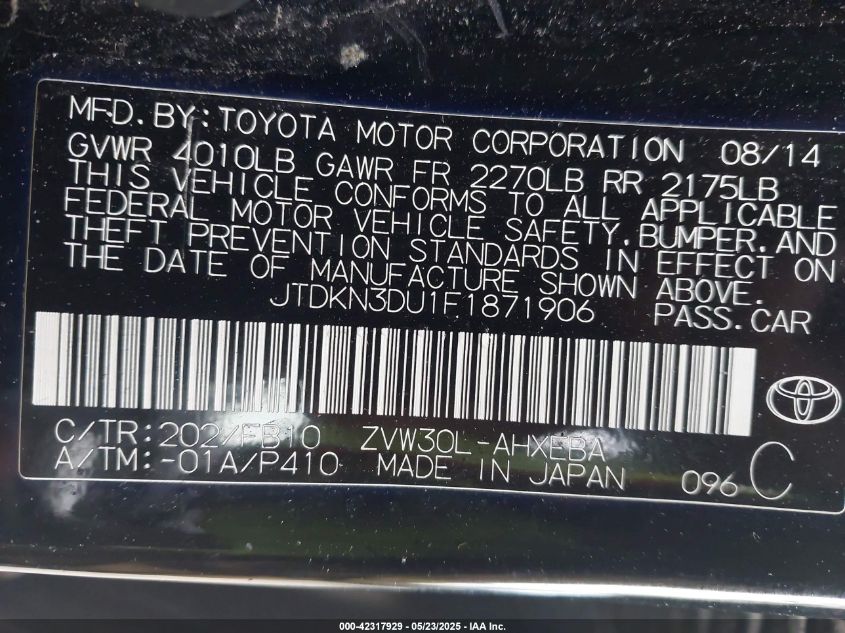 MFD. BY: TOYOTA MOTOR CORPORATION 08/14
GVWR 4010LB GAWR FR 2270LB RR 2175LB
THIS VEHICLE CONFORMS TO ALL APPLICABLE
FEDERAL MOTOR VEHICLE SAFETY, BUMPER, AND
THEFT PREVENTION STANDARDS IN EFFECT ON
THE DATE OF MANUFACTURE SHOWN ABOVE.
JTDKN3DU1F1871906 PASS.CAR
C/TR:202/FB10 ZVW30L-AHXEBA C
A/TM:-01A/P410 MADE IN JAPAN 096
000-42317929 - 05/23/2025 - IAA Inc.